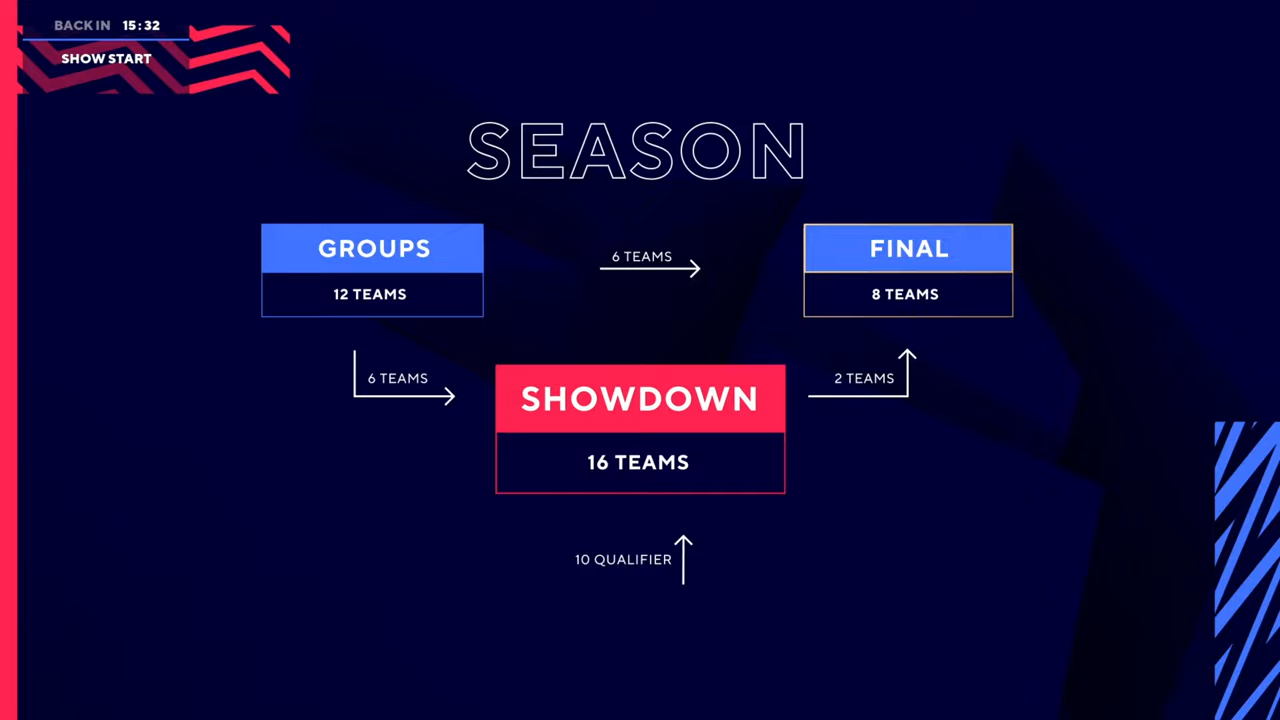 BACK IN 15:32
SHOW START
SEASON
GROUPS
12 TEAMS
6 TEAMS
FINAL
8 TEAMS
6 TEAMS
SHOWDOWN
16 TEAMS
2 TEAMS
10 QUALIFIER